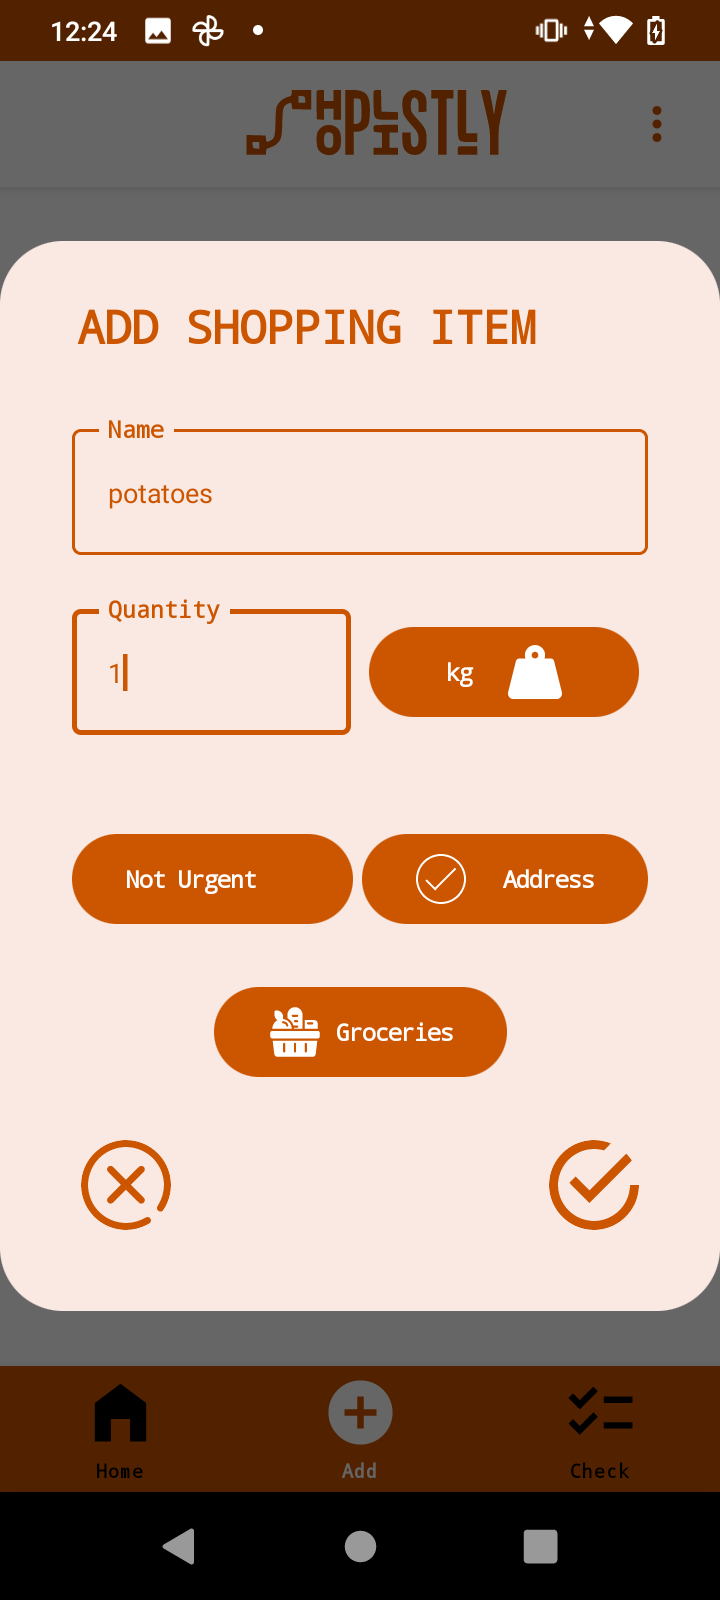 12:24
SHOPLISTLY
ADD SHOPPING ITEM
Name
potatoes
Quantity
1
kg
Not Urgent
Address
Groceries
Home
Add
Check